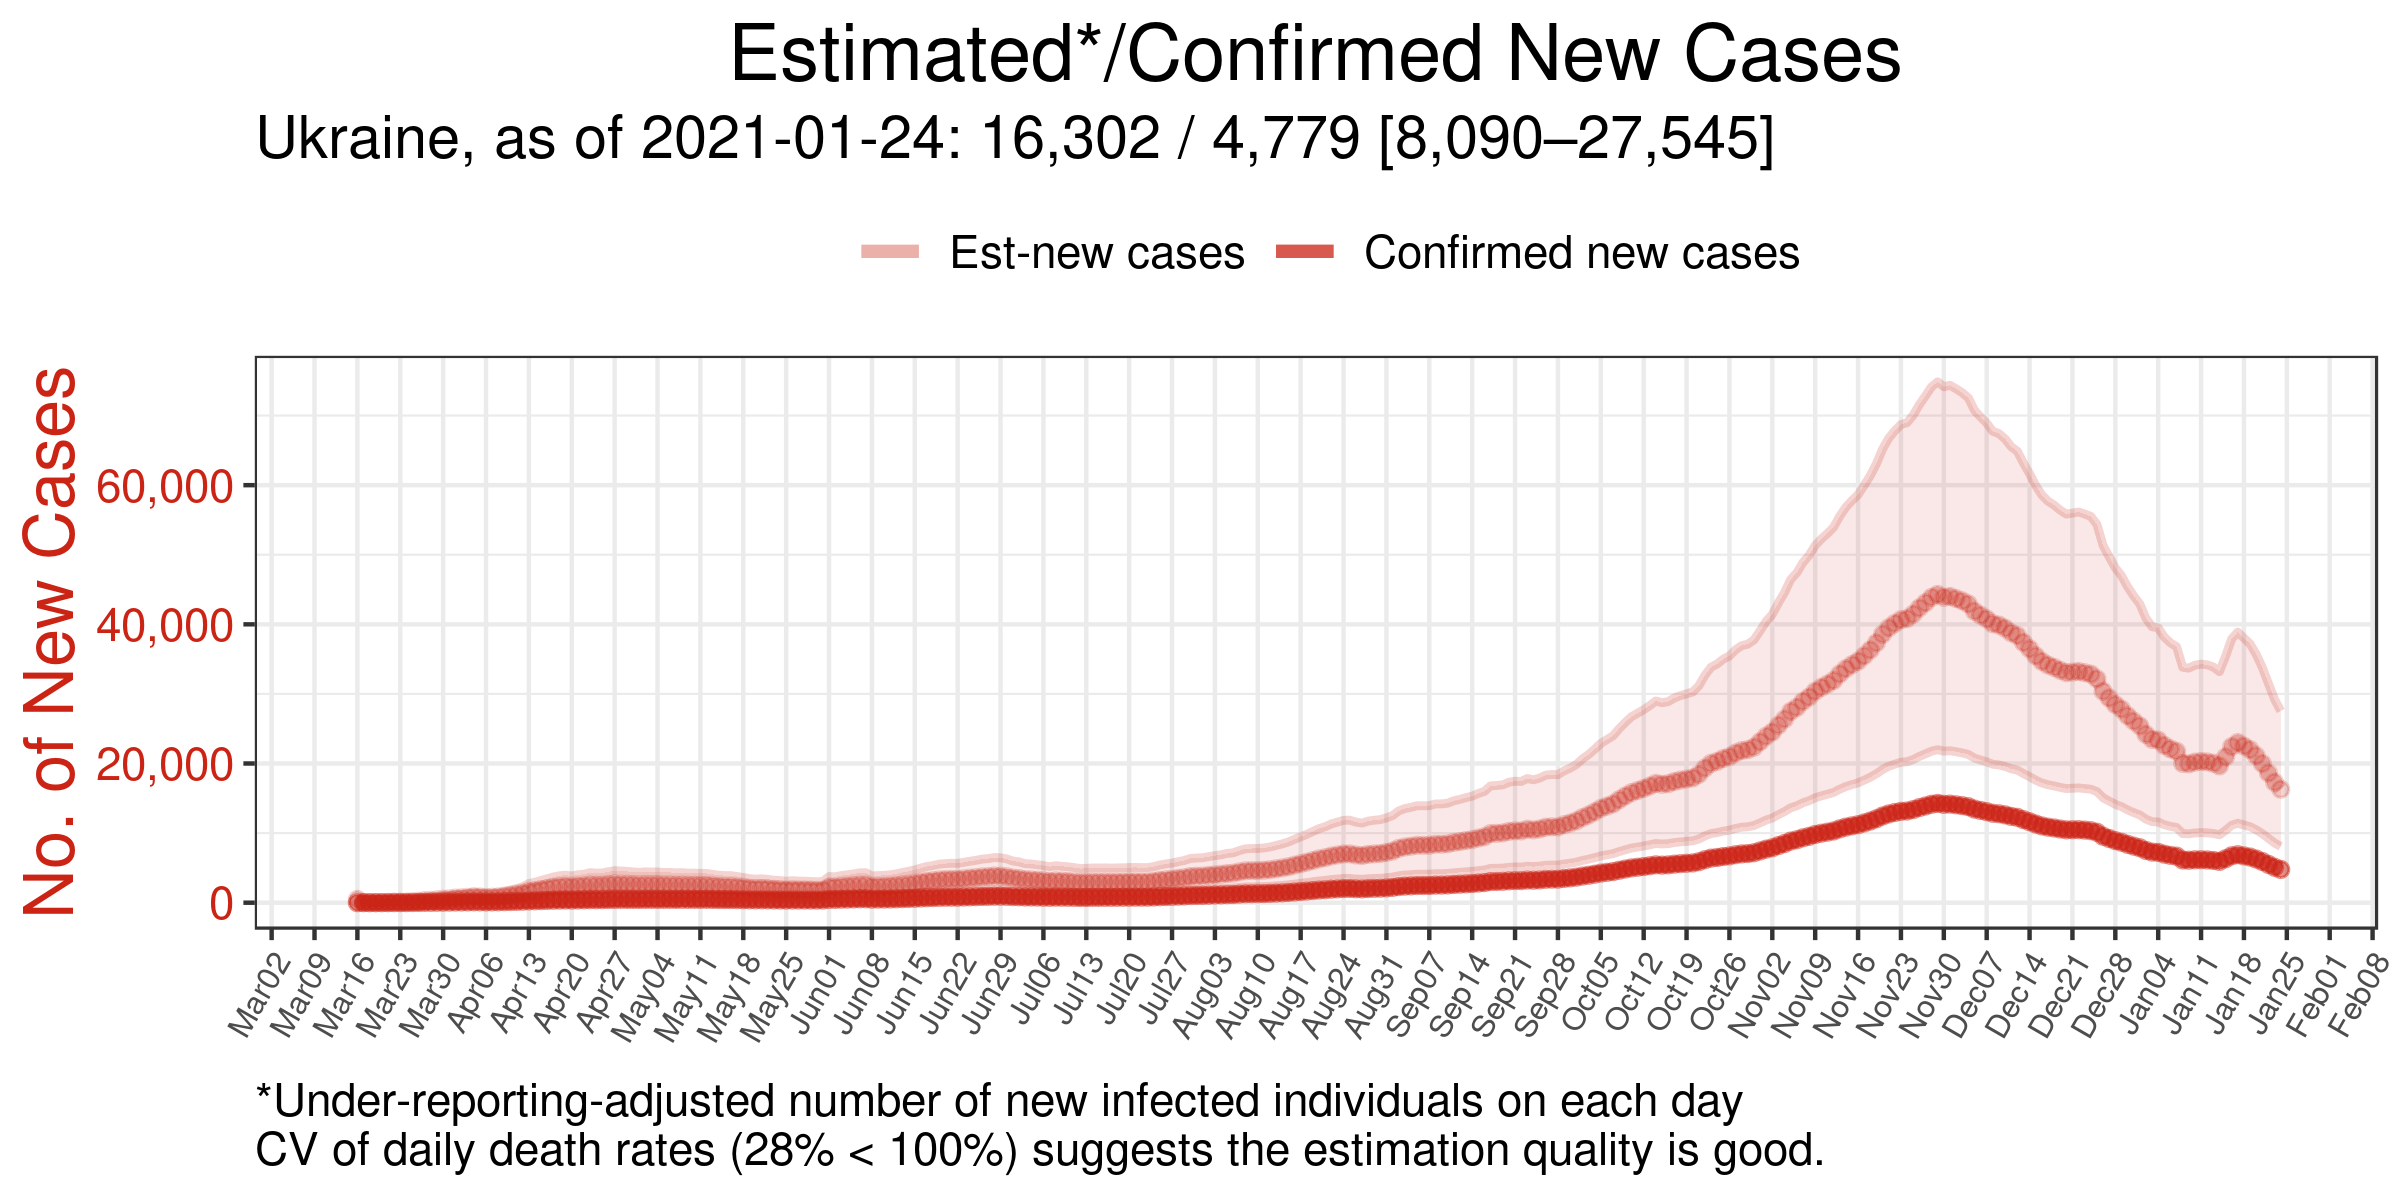 Estimated*/Confirmed New Cases
Ukraine, as of 2021-01-24: 16,302 / 4,779 [8,090–27,545]
Est-new cases Confirmed new cases
No. of New Cases
60,000
40,000
20,000
0
Mar02 Mar09 Mar16 Mar23 Mar30 Apr06 Apr13 Apr20 Apr27 May04 May11 May18 May25 Jun01 Jun08 Jun15 Jun22 Jun29 Jul06 Jul13 Jul20 Jul27 Aug03 Aug10 Aug17 Aug24 Aug31 Sep07 Sep14 Sep21 Sep28 Oct05 Oct12 Oct19 Oct26 Nov02 Nov09 Nov16 Nov23 Nov30 Dec07 Dec14 Dec21 Dec28 Jan04 Jan11 Jan18 Jan25 Feb01 Feb08
*Under-reporting-adjusted number of new infected individuals on each day
CV of daily death rates (28% < 100%) suggests the estimation quality is good.